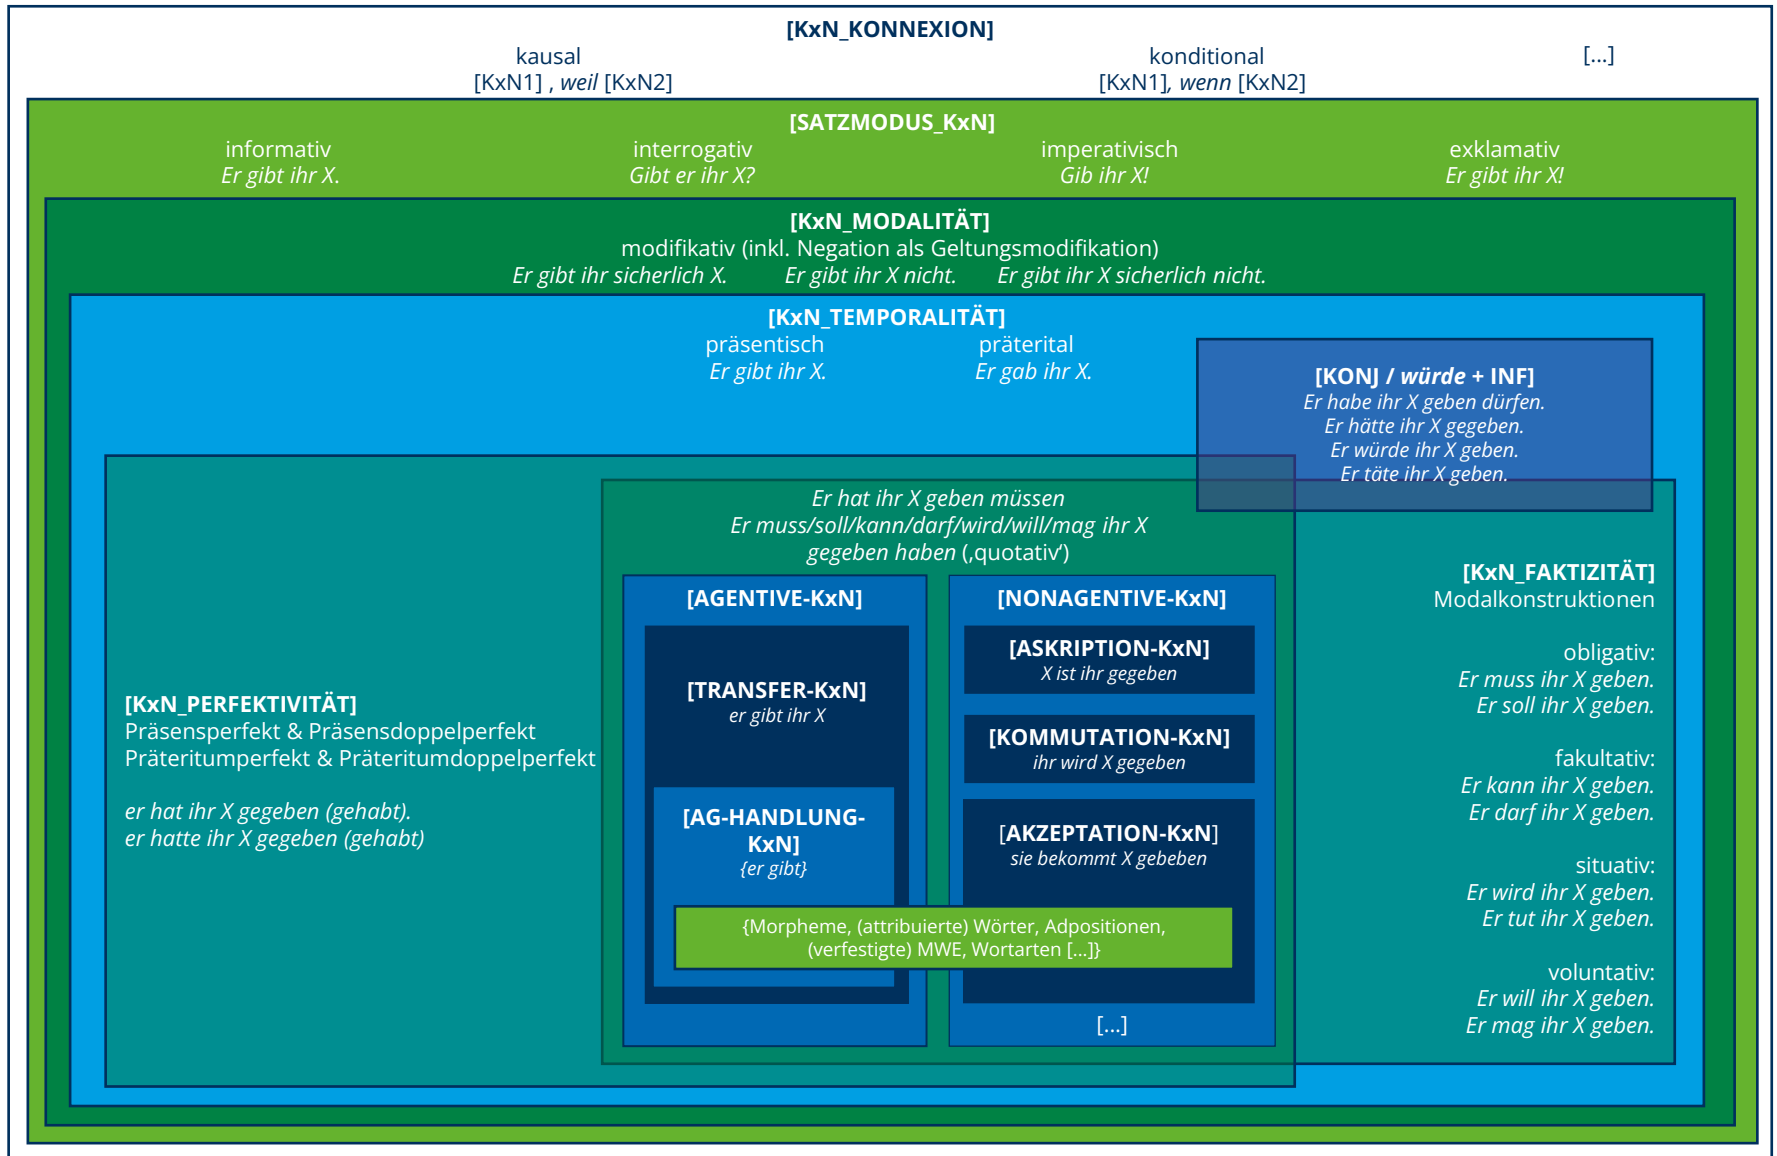 [KxN_KONNEXION]
kausal
[KxN1] , weil [KxN2]
konditional
[KxN1], wenn [KxN2]
[...]
[SATZMODUS_KxN]
informativ
Er gibt ihr X.
interrogativ
Gibt er ihr X?
imperativisch
Gib ihr X!
exklamativ
Er gibt ihr X!
[KxN_MODALITÄT]
modifikativ (inkl. Negation als Geltungsmodifikation)
Er gibt ihr sicherlich X. Er gibt ihr X nicht. Er gibt ihr X sicherlich nicht.
[KxN_TEMPORALITÄT]
präsentisch
Er gibt ihr X.
präterital
Er gab ihr X.
[KONJ / würde + INF]
Er habe ihr X geben dürfen.
Er hätte ihr X gegeben.
Er würde ihr X geben.
Er täte ihr X geben.
[KxN_PERFEKTIVITÄT]
Präsensperfekt & Präsensdoppelperfekt
Präteritumperfekt & Präteritumdoppelperfekt
er hat ihr X gegeben (gehabt).
er hatte ihr X gegeben (gehabt)
Er hat ihr X geben müssen
Er muss/soll/kann/darf/wird/will/mag ihr X
gegeben haben (‚quotativ‘)
[AGENTIVE-KxN]
[TRANSFER-KxN]
er gibt ihr X
[AG-HANDLUNG-
KxN]
{er gibt}
[NONAGENTIVE-KxN]
[ASKRIPTION-KxN]
X ist ihr gegeben
[KOMMUTATION-KxN]
ihr wird X gegeben
[AKZEPTATION-KxN]
sie bekommt X gebeben
{Morpheme, (attribuierte) Wörter, Adpositionen,
(verfestigte) MWE, Wortarten [...]}
[...]
[KxN_FAKTIZITÄT]
Modalkonstruktionen
obligativ:
Er muss ihr X geben.
Er soll ihr X geben.
fakultativ:
Er kann ihr X geben.
Er darf ihr X geben.
situativ:
Er wird ihr X geben.
Er tut ihr X geben.
voluntativ:
Er will ihr X geben.
Er mag ihr X geben.